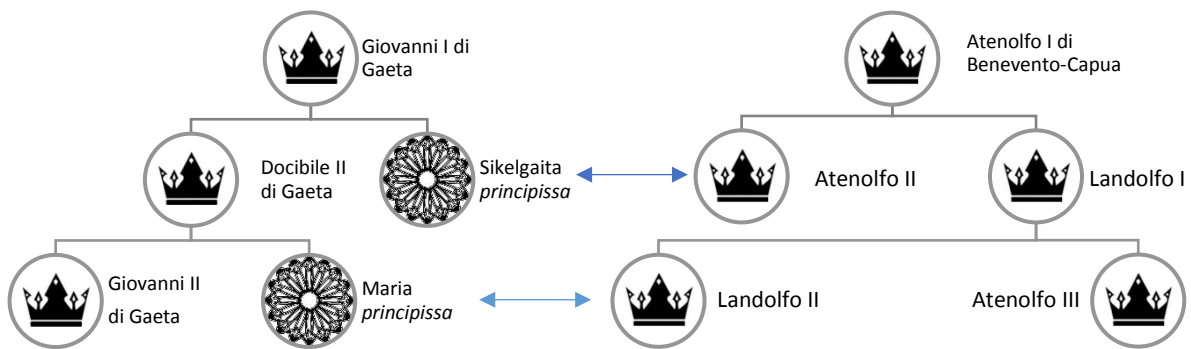 Giovanni I di
Gaeta
Atenolfo I di
Benevento-Capua
Docibile II
di Gaeta
Sikelgaita
principissa
Atenolfo II
Landolfo I
Giovanni II
di Gaeta
Maria
principissa
Landolfo II
Atenolfo III